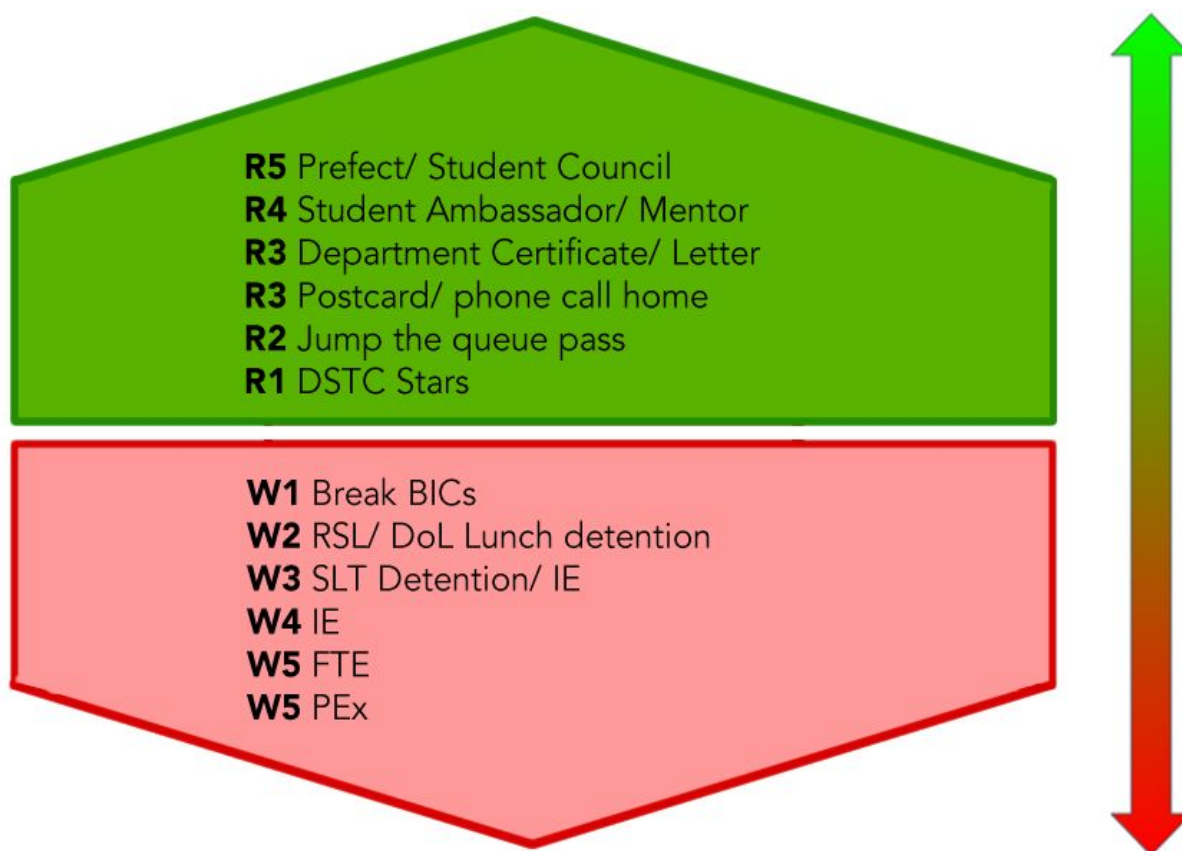 R5 Prefect/ Student Council
R4 Student Ambassador/ Mentor
R3 Department Certificate/ Letter
R3 Postcard/ phone call home
R2 Jump the queue pass
R1 DSTC Stars
W1 Break BICs
W2 RSL/ DoL Lunch detention
W3 SLT Detention/ IE
W4 IE
W5 FTE
W5 PEx